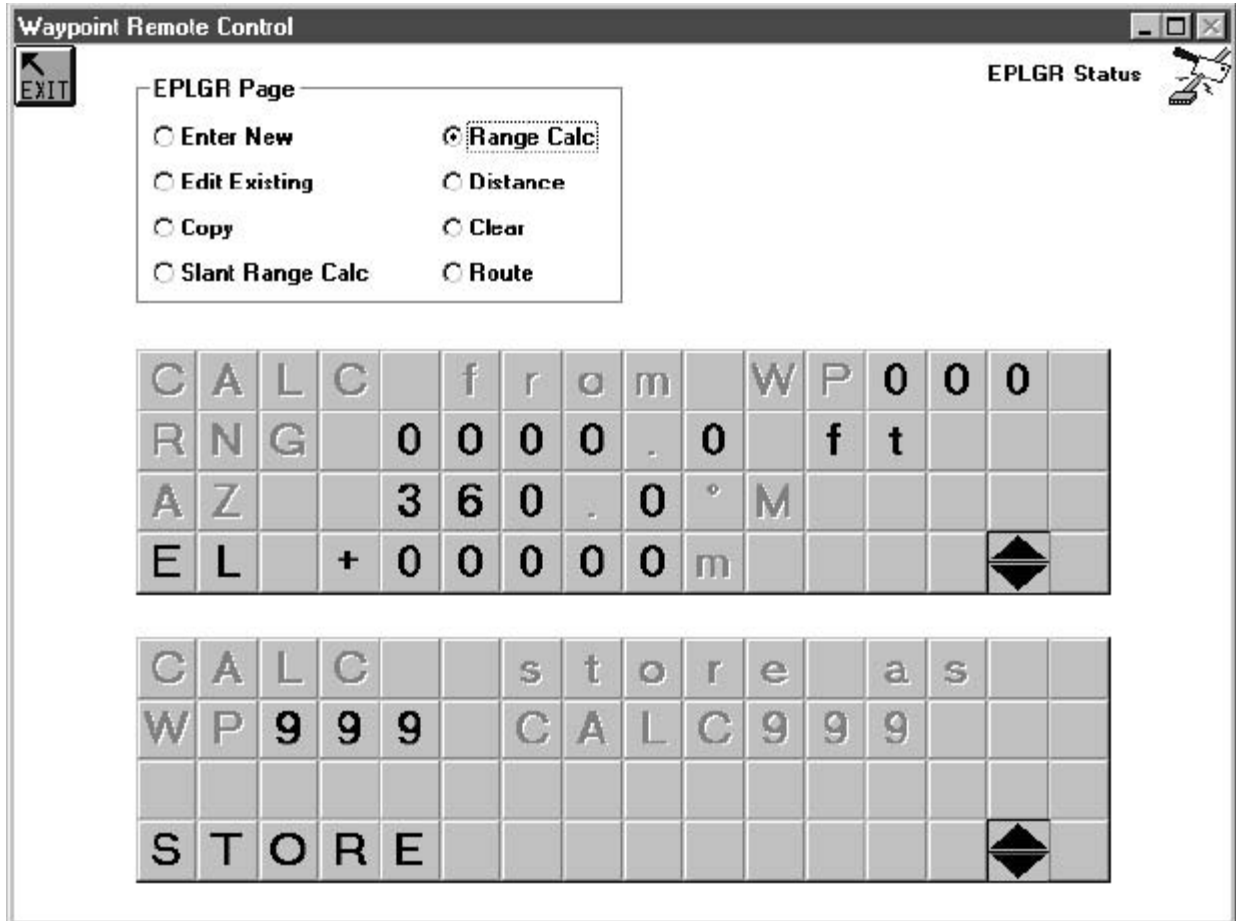 Waypoint Remote Control
EXIT
EPLGR Status
EPLGR Page
Enter New Range Calc
Edit Existing Distance
Copy Clear
Slant Range Calc Route
CALC from WP000
RNG 0000.0 ft
AZ 360.0°M
EL +00000m
CALC store as
WP999 CALC999
STORE